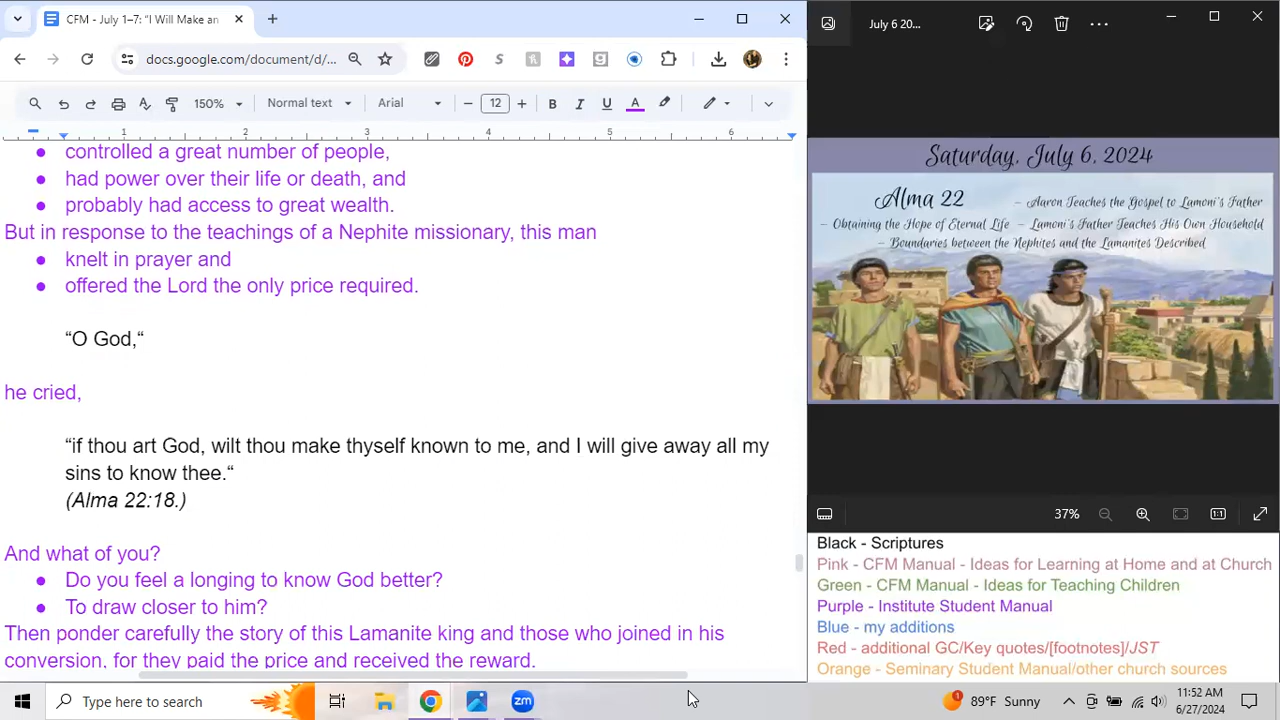 CFM - July 1–7: “I Will Make an
July 6 20...
docs.google.com/document/d/...
150%
Normal text
Arial
12
B I U A
1 2 3 4 5 6
controlled a great number of people,
had power over their life or death, and
probably had access to great wealth.
But in response to the teachings of a Nephite missionary, this man
knelt in prayer and
offered the Lord the only price required.
“O God,“
he cried,
“if thou art God, wilt thou make thyself known to me, and I will give away all my
sins to know thee.“
(Alma 22:18.)
And what of you?
Do you feel a longing to know God better?
To draw closer to him?
Then ponder carefully the story of this Lamanite king and those who joined in his
conversion, for they paid the price and received the reward.
Saturday, July 6, 2024
Alma 22
– Aaron Teaches the Gospel to Lamoni’s Father
– Obtaining the Hope of Eternal Life – Lamoni’s Father Teaches His Own Household
– Boundaries between the Nephites and the Lamanites Described
37%
1:1
Black - Scriptures
Pink - CFM Manual - Ideas for Learning at Home and at Church
Green - CFM Manual - Ideas for Teaching Children
Purple - Institute Student Manual
Blue - my additions
Red - additional GC/Key quotes/[footnotes]/JST
Orange - Seminary Student Manual/other church sources
Type here to search
zm
1
89°F Sunny
11:52 AM
6/27/2024